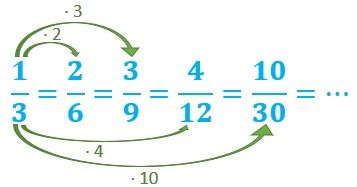 · 3
· 2
1/3 = 2/6 = 3/9 = 4/12 = 10/30 = ···
· 4
· 10